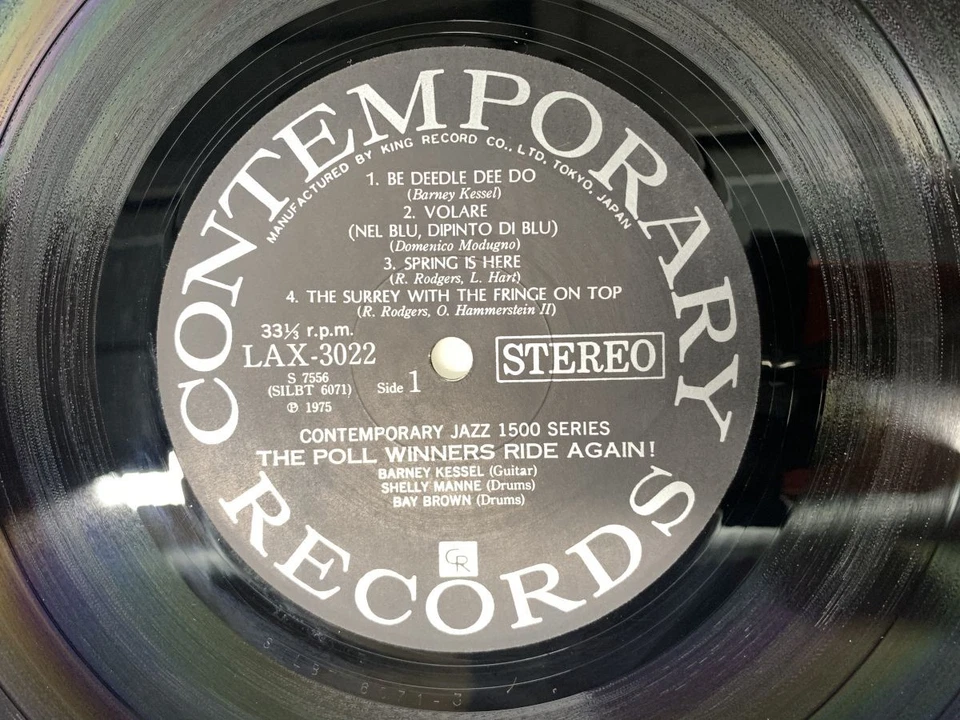 CONTEMPORARY
MANUFACTURED BY KING RECORD CO., LTD, TOKYO, JAPAN
1. BE DEEDLE DEE DO
(Barney Kessel)
2. VOLARE
(NEL BLU, DIPINTO DI BLU)
(Domenico Modugno)
3. SPRING IS HERE
(R. Rodgers, L. Hart)
4. THE SURREY WITH THE FRINGE ON TOP
(R. Rodgers, O. Hammerstein II)
33⅓ r.p.m.
LAX-3022
S 7556
(SILBT 6071)
℗ 1975
Side 1
STEREO
CONTEMPORARY JAZZ 1500 SERIES
THE POLL WINNERS RIDE AGAIN!
BARNEY KESSEL (Guitar)
SHELLY MANNE (Drums)
BAY BROWN (Drums)
CR
RECORDS